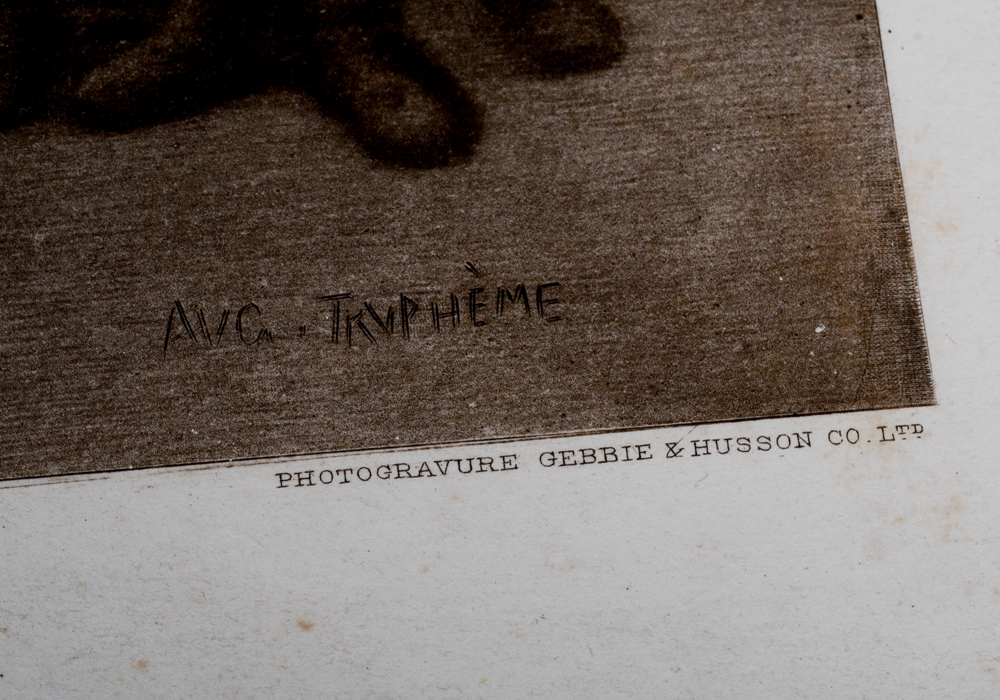 AVG. TRVPHÈME
PHOTOGRAVURE GEBBIE & HUSSON CO. LTD